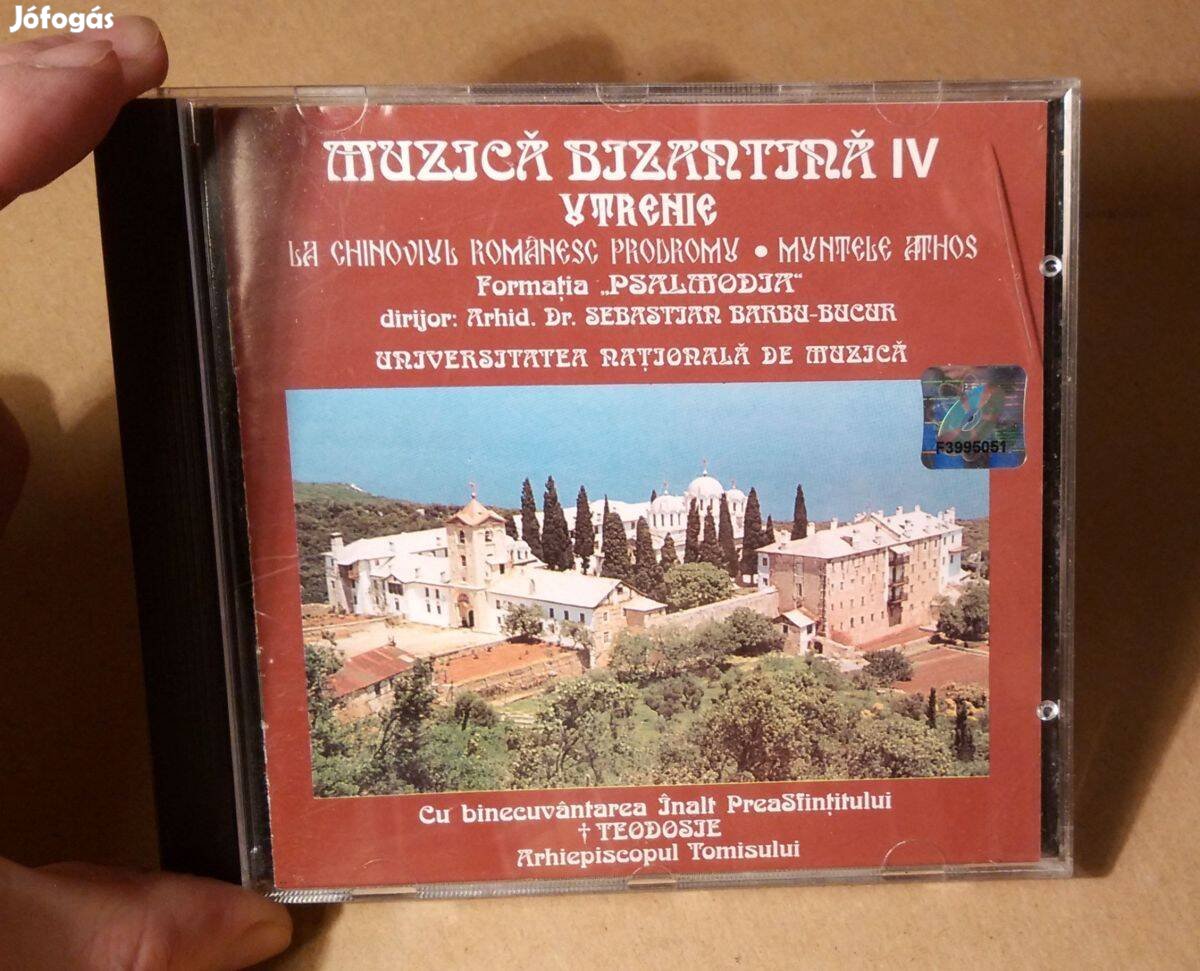 Jófogás
MUZICĂ BIZANTINĂ IV
UTRENIE
LA CHINOVIUL ROMÂNESC PRODROMU • MUNTELE ATHOS
Formația „PSALMODIA“
dirijor: Arhid. Dr. SEBASTIAN BARBU-BUCUR
UNIVERSITATEA NAȚIONALĂ DE MUZICĂ
F3995051
Cu binecuvântarea Înalt PreaSfințitului
† TEODOSIE
Arhiepiscopul Tomisului